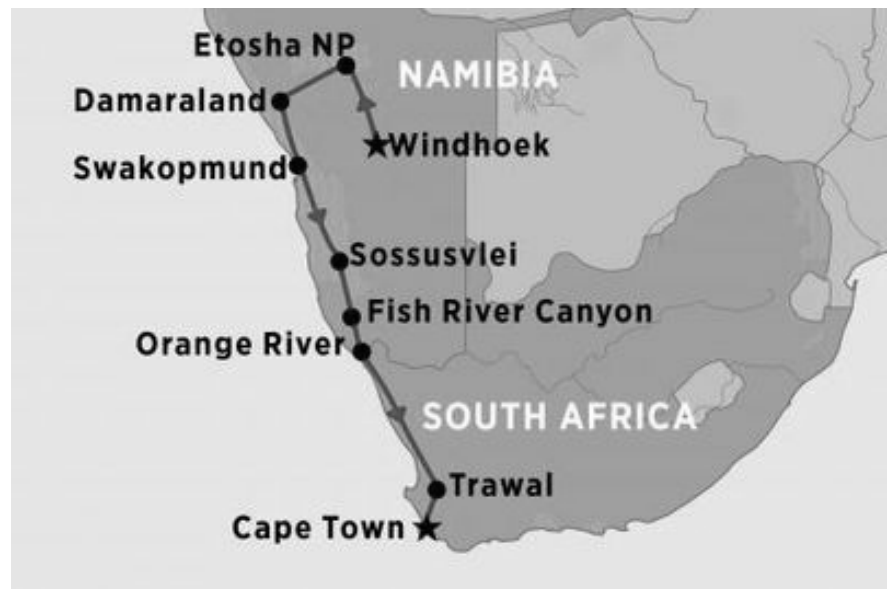 Etosha NP
NAMIBIA
Damaraland
Windhoek
Swakopmund
Sossusvlei
Fish River Canyon
Orange River
SOUTH AFRICA
Trawal
Cape Town